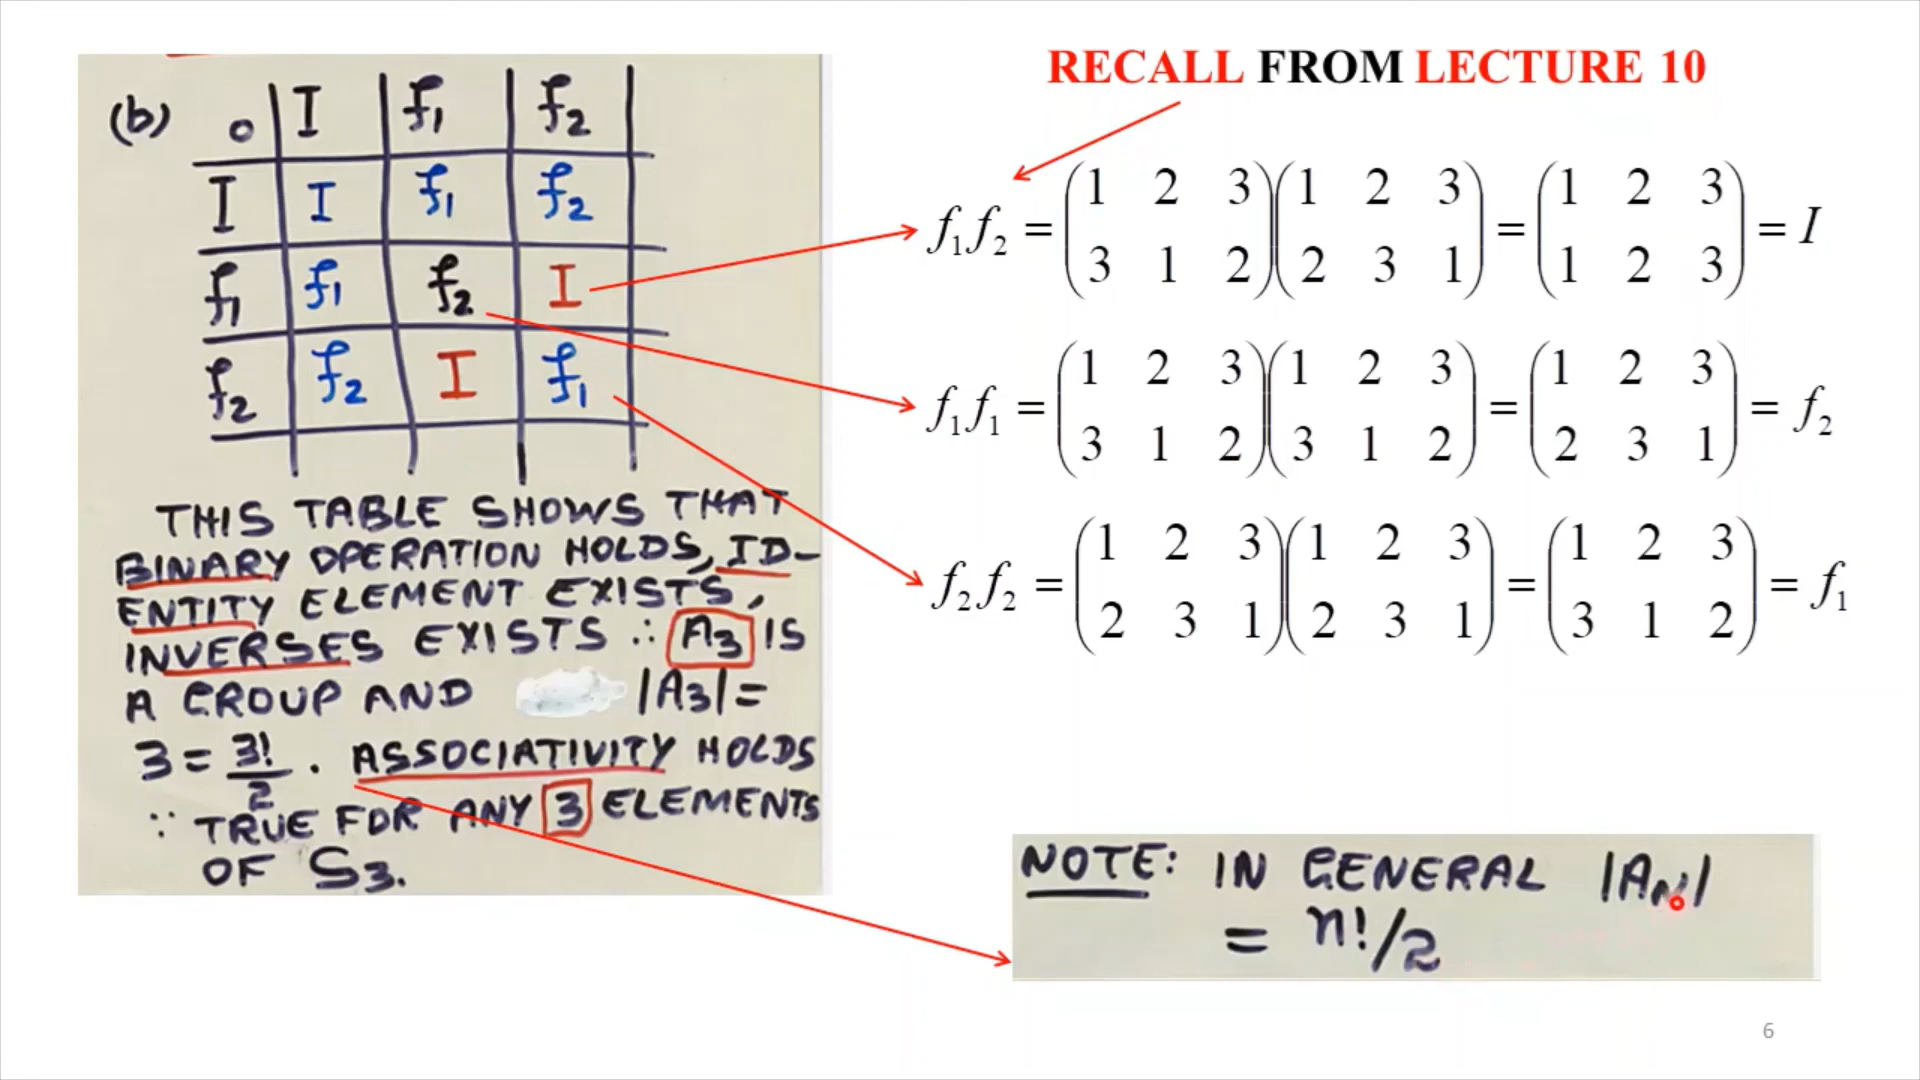 RECALL FROM LECTURE 10
(b)
o | I | f₁ | f₂
I | I | f₁ | f₂
f₁ | f₁ | f₂ | I
f₂ | f₂ | I | f₁
THIS TABLE SHOWS THAT
BINARY OPERATION HOLDS, ID-
ENTITY ELEMENT EXISTS,
INVERSES EXISTS ∴ A₃ IS
A GROUP AND |A₃| =
3 = 3!/2 . ASSOCIATIVITY HOLDS
∵ TRUE FOR ANY 3 ELEMENTS
OF S₃.
f₁f₂ = (1 2 3 / 3 1 2)(1 2 3 / 2 3 1) = (1 2 3 / 1 2 3) = I
f₁f₁ = (1 2 3 / 3 1 2)(1 2 3 / 3 1 2) = (1 2 3 / 2 3 1) = f₂
f₂f₂ = (1 2 3 / 2 3 1)(1 2 3 / 2 3 1) = (1 2 3 / 3 1 2) = f₁
NOTE: IN GENERAL |A_N|
= n!/2
6